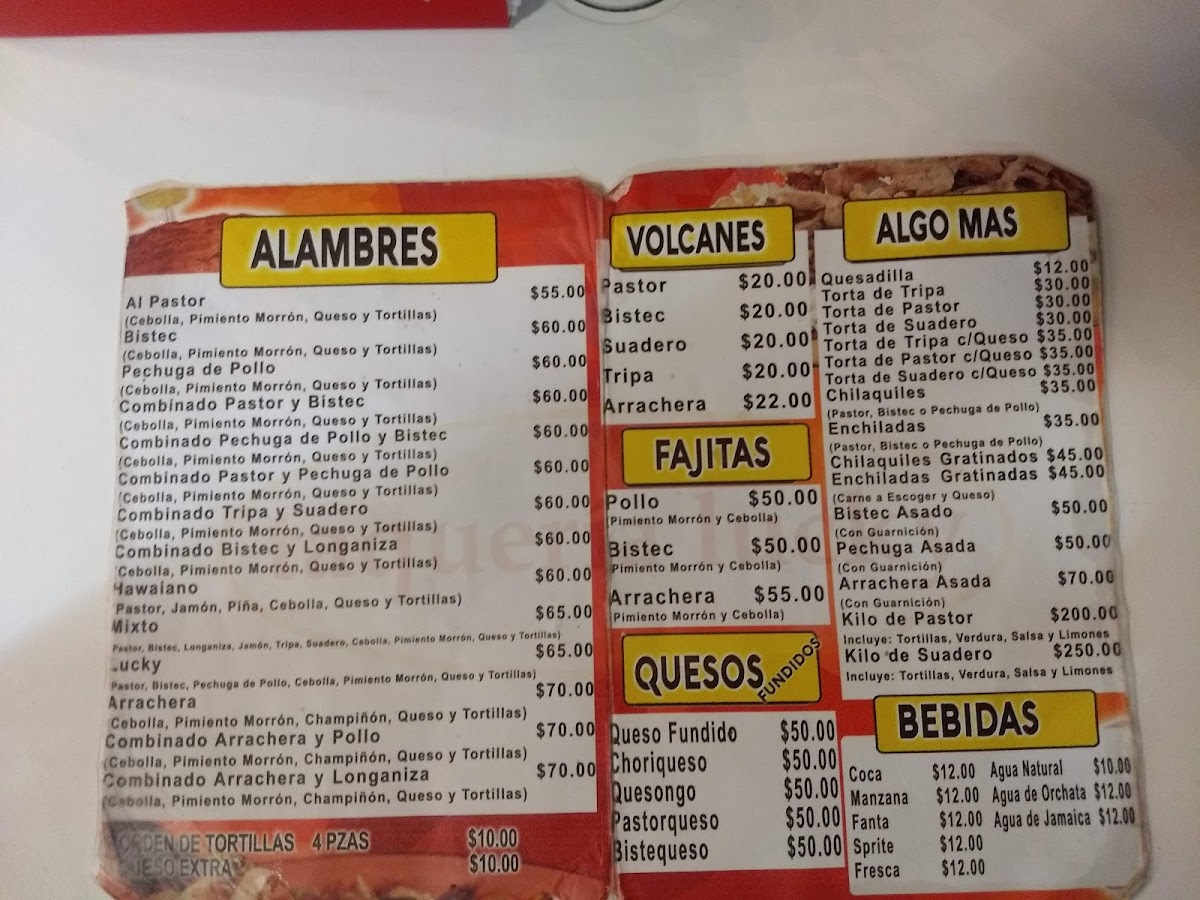 ALAMBRES
Al Pastor $55.00
(Cebolla, Pimiento Morrón, Queso y Tortillas)
Bistec $60.00
(Cebolla, Pimiento Morrón, Queso y Tortillas)
Pechuga de Pollo $60.00
(Cebolla, Pimiento Morrón, Queso y Tortillas)
Combinado Pastor y Bistec $60.00
(Cebolla, Pimiento Morrón, Queso y Tortillas)
Combinado Pechuga de Pollo y Bistec $60.00
(Cebolla, Pimiento Morrón, Queso y Tortillas)
Combinado Pastor y Pechuga de Pollo $60.00
(Cebolla, Pimiento Morrón, Queso y Tortillas)
Combinado Tripa y Suadero $60.00
(Cebolla, Pimiento Morrón, Queso y Tortillas)
Combinado Bistec y Longaniza $60.00
(Cebolla, Pimiento Morrón, Queso y Tortillas)
Hawaiano $60.00
(Pastor, Jamón, Piña, Cebolla, Queso y Tortillas)
Mixto $65.00
Pastor, Bistec, Longaniza, Jamón, Tripa, Suadero, Cebolla, Pimiento Morrón, Queso y Tortillas)
Lucky $65.00
Pastor, Bistec, Pechuga de Pollo, Cebolla, Pimiento Morrón, Queso y Tortillas)
Arrachera $70.00
(Cebolla, Pimiento Morrón, Champiñón, Queso y Tortillas)
Combinado Arrachera y Pollo $70.00
(Cebolla, Pimiento Morrón, Champiñón, Queso y Tortillas)
Combinado Arrachera y Longaniza $70.00
(Cebolla, Pimiento Morrón, Champiñón, Queso y Tortillas)
ORDEN DE TORTILLAS 4 PZAS $10.00
QUESO EXTRA $10.00
VOLCANES
Pastor $20.00
Bistec $20.00
Suadero $20.00
Tripa $20.00
Arrachera $22.00
FAJITAS
Pollo $50.00
(Pimiento Morrón y Cebolla)
Bistec $50.00
(Pimiento Morrón y Cebolla)
Arrachera $55.00
(Pimiento Morrón y Cebolla)
QUESOS FUNDIDOS
Queso Fundido $50.00
Choriqueso $50.00
Quesongo $50.00
Pastorqueso $50.00
Bistequeso $50.00
ALGO MAS
Quesadilla $12.00
Torta de Tripa $30.00
Torta de Pastor $30.00
Torta de Suadero $30.00
Torta de Tripa c/Queso $35.00
Torta de Pastor c/Queso $35.00
Torta de Suadero c/Queso $35.00
Chilaquiles $35.00
(Pastor, Bistec o Pechuga de Pollo)
Enchiladas $35.00
(Pastor, Bistec o Pechuga de Pollo)
Chilaquiles Gratinados $45.00
Enchiladas Gratinadas $45.00
(Carne a Escoger y Queso)
Bistec Asado $50.00
(Con Guarnición)
Pechuga Asada $50.00
(Con Guarnición)
Arrachera Asada $70.00
(Con Guarnición)
Kilo de Pastor $200.00
Incluye: Tortillas, Verdura, Salsa y Limones
Kilo de Suadero $250.00
Incluye: Tortillas, Verdura, Salsa y Limones
BEBIDAS
Coca $12.00 Agua Natural $10.00
Manzana $12.00 Agua de Orchata $12.00
Fanta $12.00 Agua de Jamaica $12.00
Sprite $12.00
Fresca $12.00